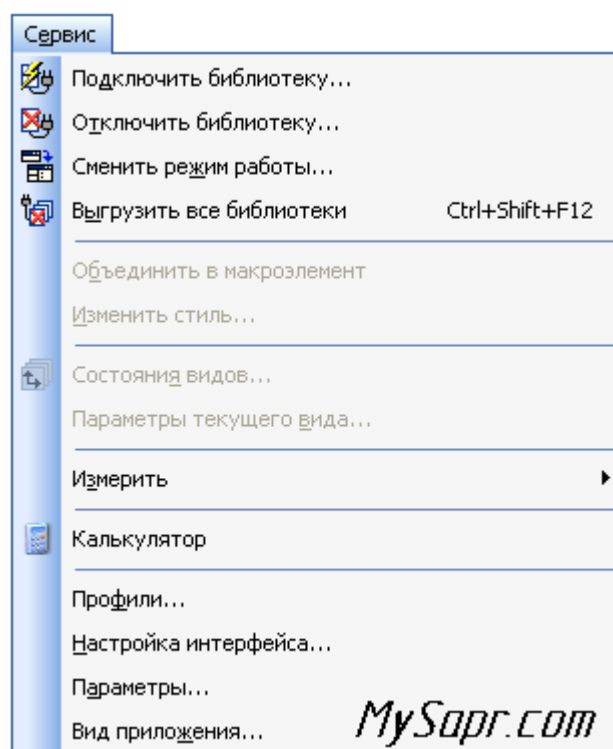 Сервис
Подключить библиотеку...
Отключить библиотеку...
Сменить режим работы...
Выгрузить все библиотеки Ctrl+Shift+F12
Объединить в макроэлемент
Изменить стиль...
Состояния видов...
Параметры текущего вида...
Измерить
Калькулятор
Профили...
Настройка интерфейса...
Параметры...
Вид приложения...
MySapr.com